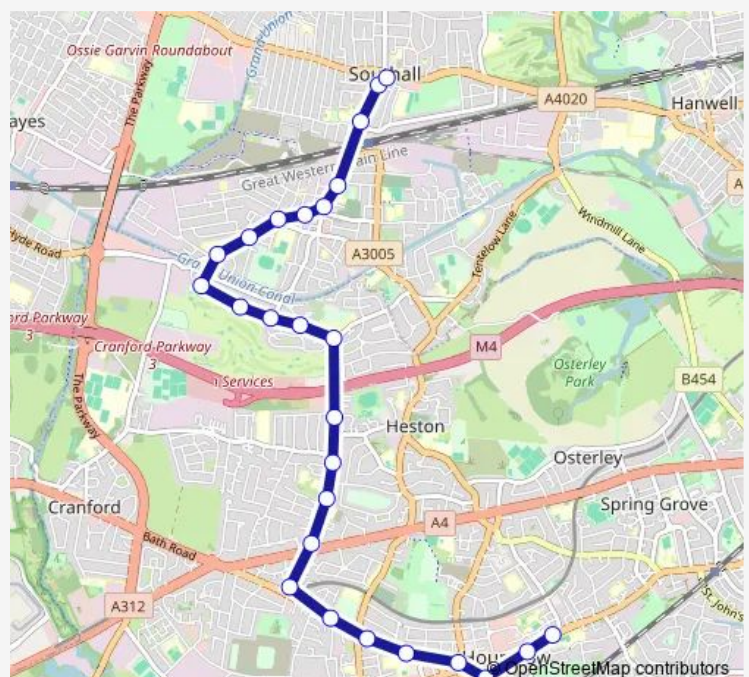 Ossie Garvin Roundabout
Grand Union
The Parkway
Southall
A4020
Hanwell
ayes
Great Western Main Line
A
Windmill Lane
Tentelow Lane
A3005
Hyde Road
Grand Union Canal
ord Parkway
3
Cranford Parkway
3
M4
Services
Osterley
Park
B454
The Parkway
Heston
Osterley
Cranford
Spring Grove
A4
Bath Road
A312
St. John's
Hounslow
© OpenStreetMap contributors